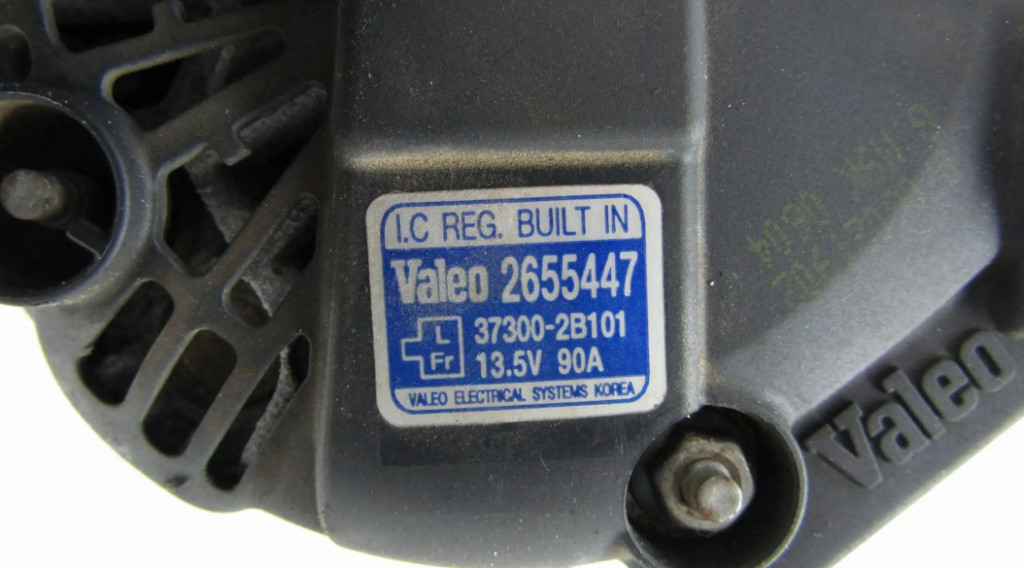 I.C REG. BUILT IN
Valeo 2655447
L
Fr
37300-2B101
13.5V 90A
VALEO ELECTRICAL SYSTEMS KOREA
Valeo